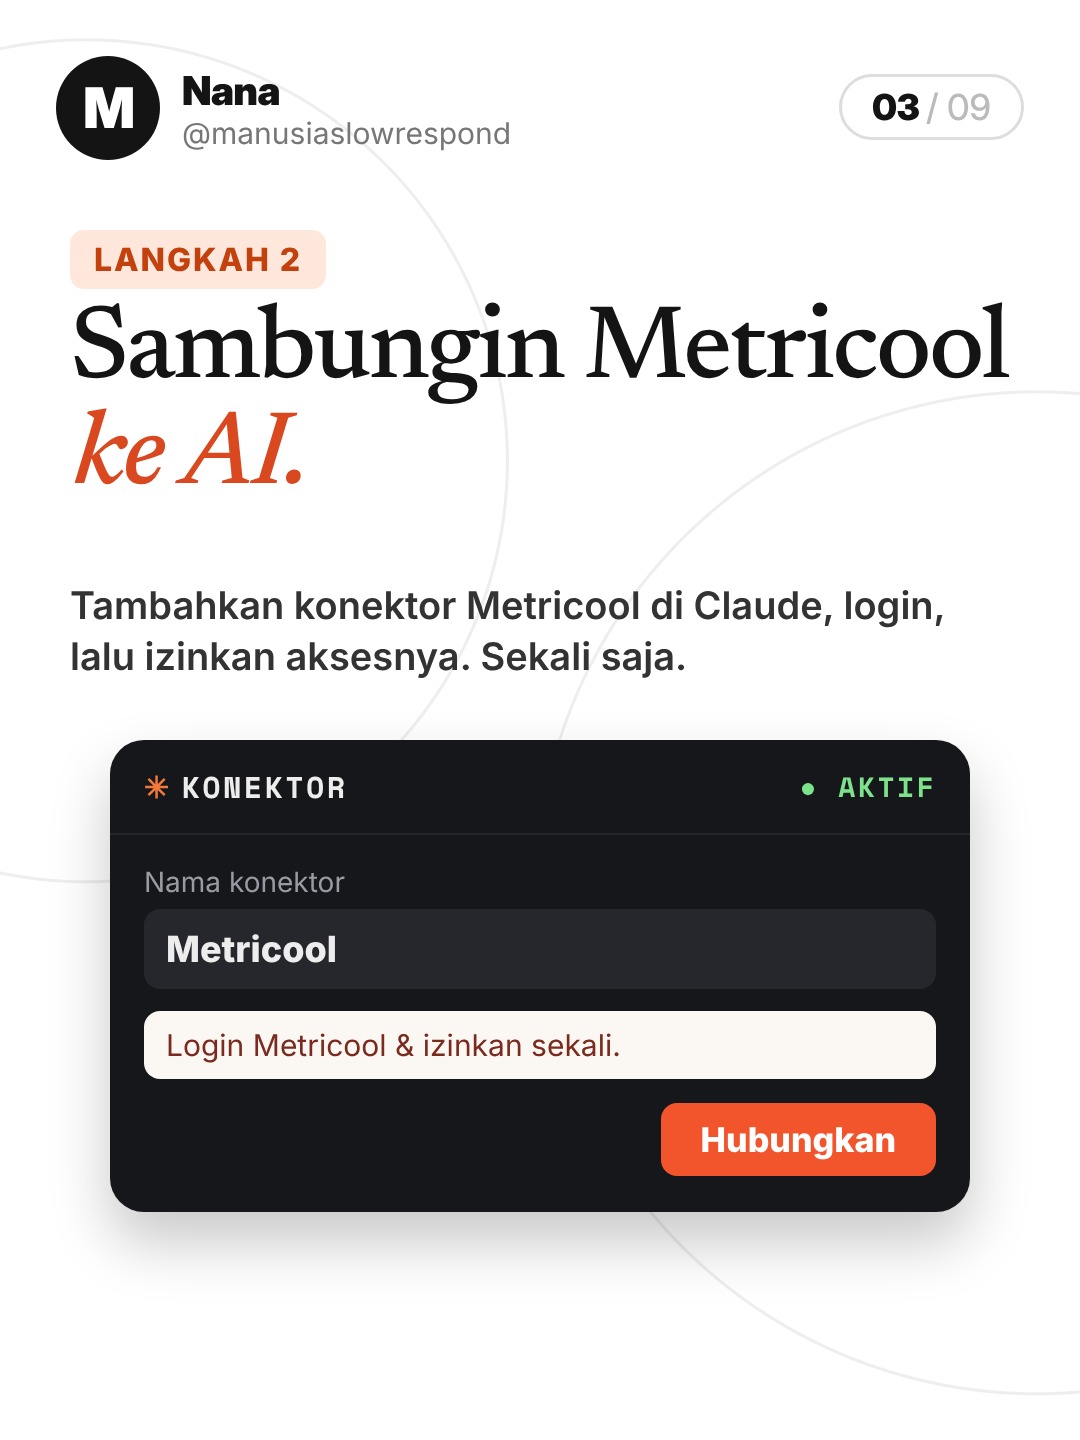 M
Nana
@manusiaslowrespond
03 / 09
LANGKAH 2
Sambungin Metricool
ke AI.
Tambahkan konektor Metricool di Claude, login,
lalu izinkan aksesnya. Sekali saja.
✳ KONEKTOR
● AKTIF
Nama konektor
Metricool
Login Metricool & izinkan sekali.
Hubungkan